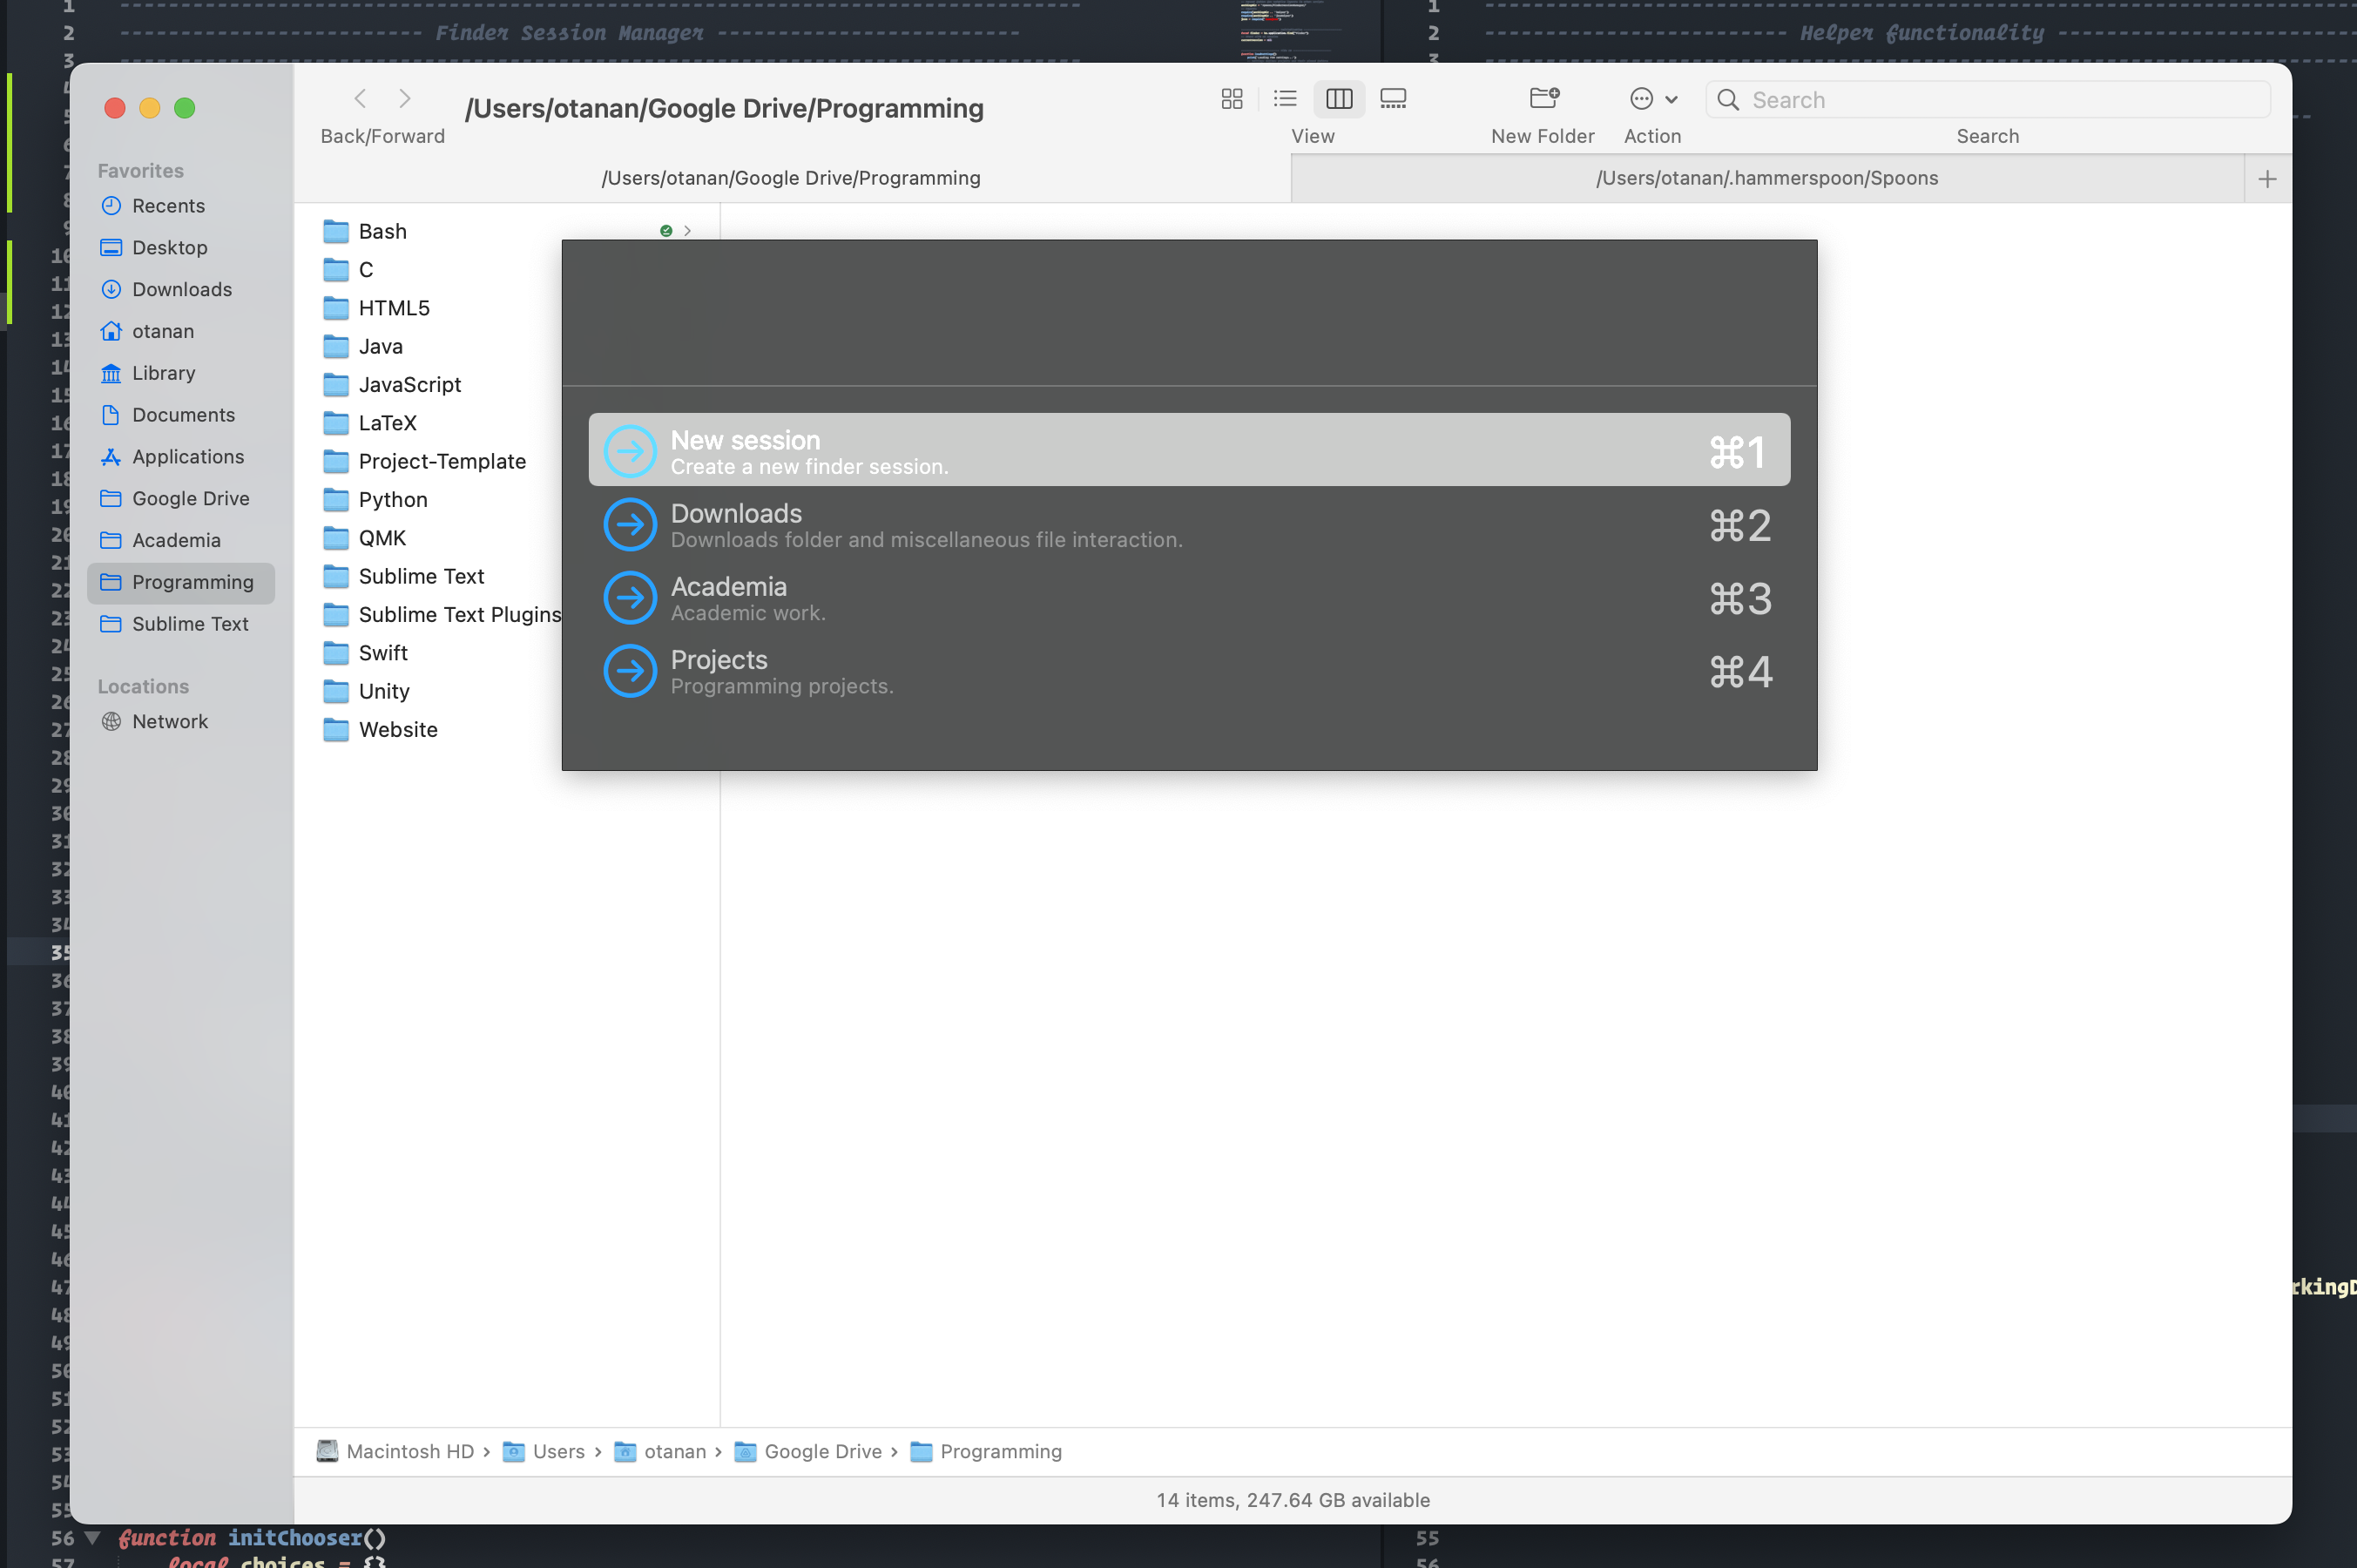 1
2 ------------------------ Finder Session Manager ------------------------
3
1
2 ------------------------ Helper functionality
3
/Users/otanan/Google Drive/Programming
Back/Forward
View
New Folder
Action
Search
Search
/Users/otanan/Google Drive/Programming
/Users/otanan/.hammerspoon/Spoons
Favorites
Recents
Desktop
Downloads
otanan
Library
Documents
Applications
Google Drive
Academia
Programming
Sublime Text
Locations
Network
Bash
C
HTML5
Java
JavaScript
LaTeX
Project-Template
Python
QMK
Sublime Text
Sublime Text Plugins
Swift
Unity
Website
New session
Create a new finder session.
⌘1
Downloads
Downloads folder and miscellaneous file interaction.
⌘2
Academia
Academic work.
⌘3
Projects
Programming projects.
⌘4
Macintosh HD › Users › otanan › Google Drive › Programming
14 items, 247.64 GB available
56 function initChooser()
57 local choices = {}
55
56